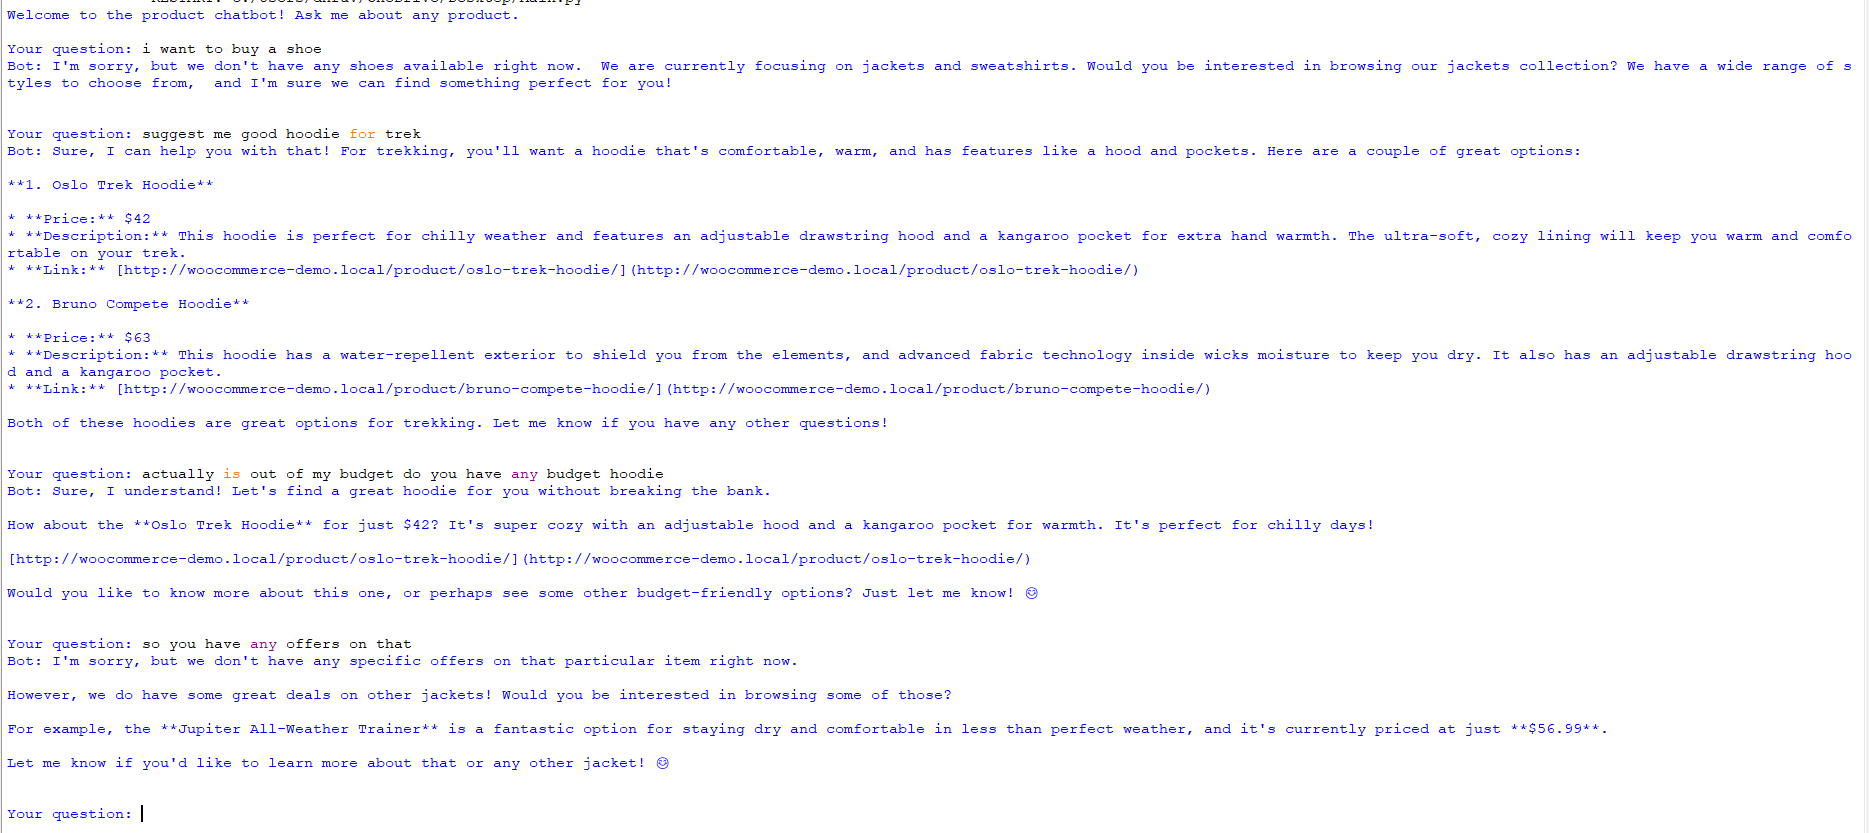 Welcome to the product chatbot! Ask me about any product.
Your question: i want to buy a shoe
Bot: I'm sorry, but we don't have any shoes available right now.  We are currently focusing on jackets and sweatshirts. Would you be interested in browsing our jackets collection? We have a wide range of s
tyles to choose from,  and I'm sure we can find something perfect for you!
Your question: suggest me good hoodie for trek
Bot: Sure, I can help you with that! For trekking, you'll want a hoodie that's comfortable, warm, and has features like a hood and pockets. Here are a couple of great options:
**1. Oslo Trek Hoodie**
* **Price:** $42
* **Description:** This hoodie is perfect for chilly weather and features an adjustable drawstring hood and a kangaroo pocket for extra hand warmth. The ultra-soft, cozy lining will keep you warm and comfo
rtable on your trek.
* **Link:** [http://woocommerce-demo.local/product/oslo-trek-hoodie/](http://woocommerce-demo.local/product/oslo-trek-hoodie/)
**2. Bruno Compete Hoodie**
* **Price:** $63
* **Description:** This hoodie has a water-repellent exterior to shield you from the elements, and advanced fabric technology inside wicks moisture to keep you dry. It also has an adjustable drawstring hoo
d and a kangaroo pocket.
* **Link:** [http://woocommerce-demo.local/product/bruno-compete-hoodie/](http://woocommerce-demo.local/product/bruno-compete-hoodie/)
Both of these hoodies are great options for trekking. Let me know if you have any other questions!
Your question: actually is out of my budget do you have any budget hoodie
Bot: Sure, I understand! Let's find a great hoodie for you without breaking the bank.
How about the **Oslo Trek Hoodie** for just $42? It's super cozy with an adjustable hood and a kangaroo pocket for warmth. It's perfect for chilly days!
[http://woocommerce-demo.local/product/oslo-trek-hoodie/](http://woocommerce-demo.local/product/oslo-trek-hoodie/)
Would you like to know more about this one, or perhaps see some other budget-friendly options? Just let me know! 😊
Your question: so you have any offers on that
Bot: I'm sorry, but we don't have any specific offers on that particular item right now.
However, we do have some great deals on other jackets! Would you be interested in browsing some of those?
For example, the **Jupiter All-Weather Trainer** is a fantastic option for staying dry and comfortable in less than perfect weather, and it's currently priced at just **$56.99**.
Let me know if you'd like to learn more about that or any other jacket! 😊
Your question: